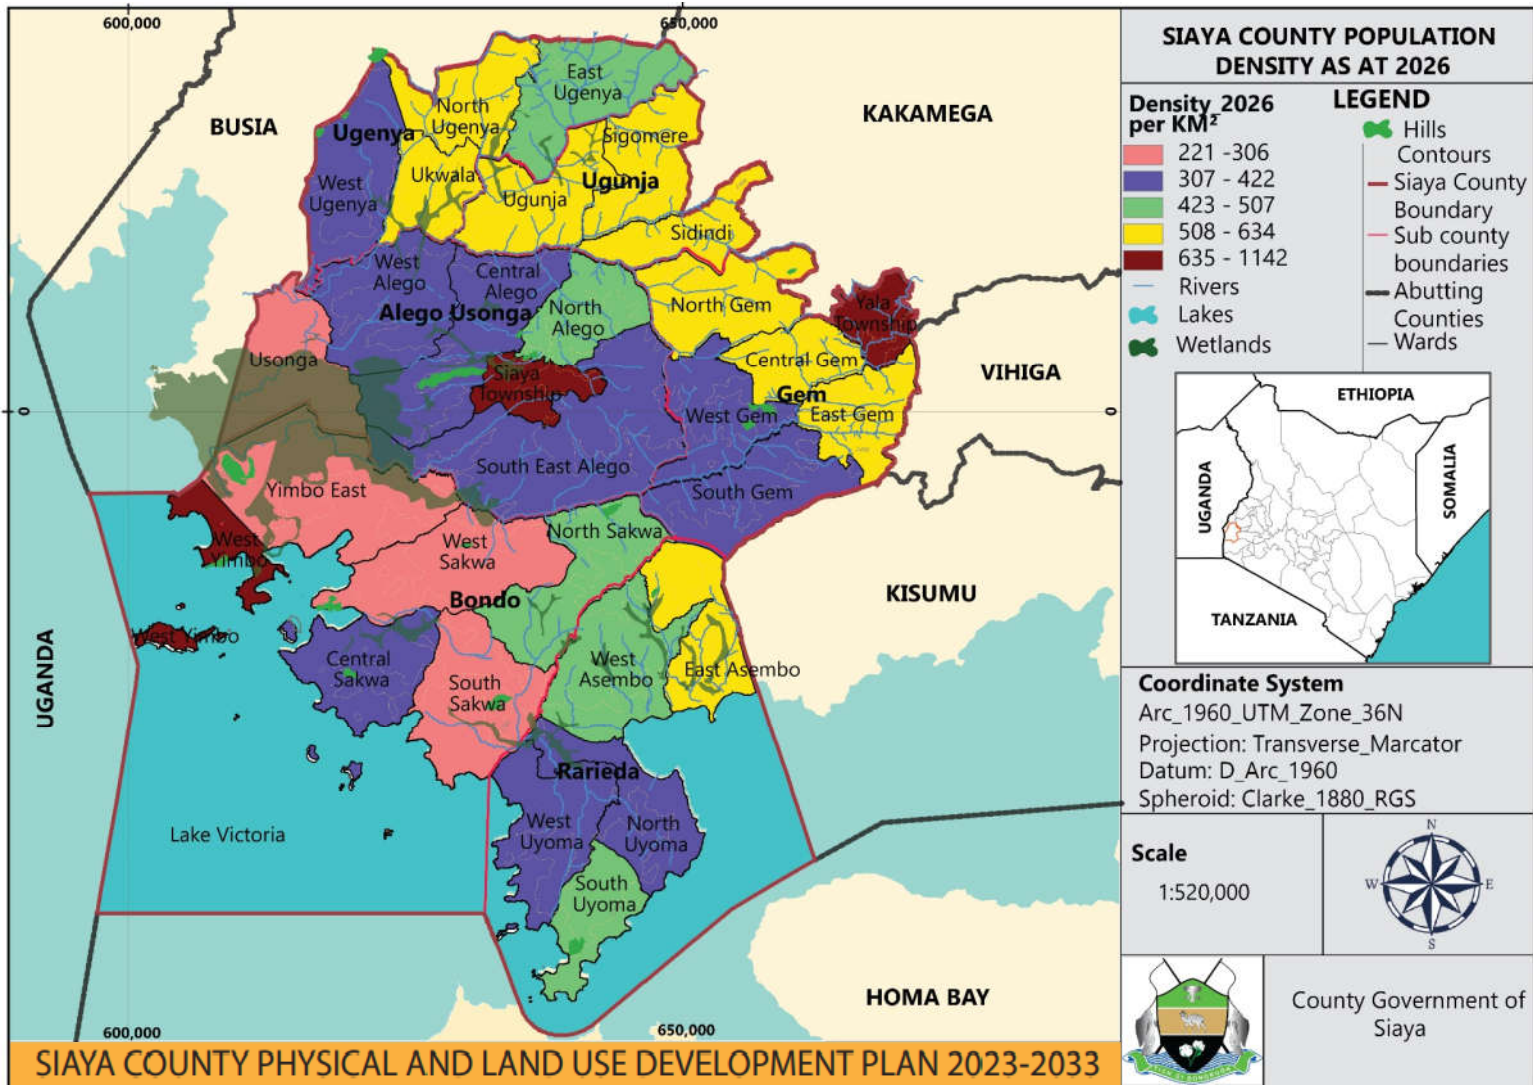 600,000
650,000
BUSIA
KAKAMEGA
East
Ugenya
North
Ugenya
Ugenya
Sigomere
Ukwala
Ugunja
Ugunja
West
Ugenya
Sidindi
West
Alego
Central
Alego
Alego Usonga
North
Alego
North Gem
Yala
Township
Usonga
Siaya
Township
Central Gem
VIHIGA
Gem
West Gem
East Gem
0
0
South East Alego
South Gem
Yimbo East
North Sakwa
West
Yimbo
West
Sakwa
Bondo
KISUMU
West Yimbo
UGANDA
Central
Sakwa
South
Sakwa
West
Asembo
East Asembo
Rarieda
Lake Victoria
West
Uyoma
North
Uyoma
South
Uyoma
HOMA BAY
600,000
650,000
SIAYA COUNTY PHYSICAL AND LAND USE DEVELOPMENT PLAN 2023-2033
SIAYA COUNTY POPULATION
DENSITY AS AT 2026
Density_2026
per KM²
221 -306
307 - 422
423 - 507
508 - 634
635 - 1142
Rivers
Lakes
Wetlands
LEGEND
Hills
Contours
Siaya County
Boundary
Sub county
boundaries
Abutting
Counties
Wards
ETHIOPIA
UGANDA
SOMALIA
TANZANIA
Coordinate System
Arc_1960_UTM_Zone_36N
Projection: Transverse_Marcator
Datum: D_Arc_1960
Spheroid: Clarke_1880_RGS
Scale
1:520,000
N
W
E
S
County Government of
Siaya